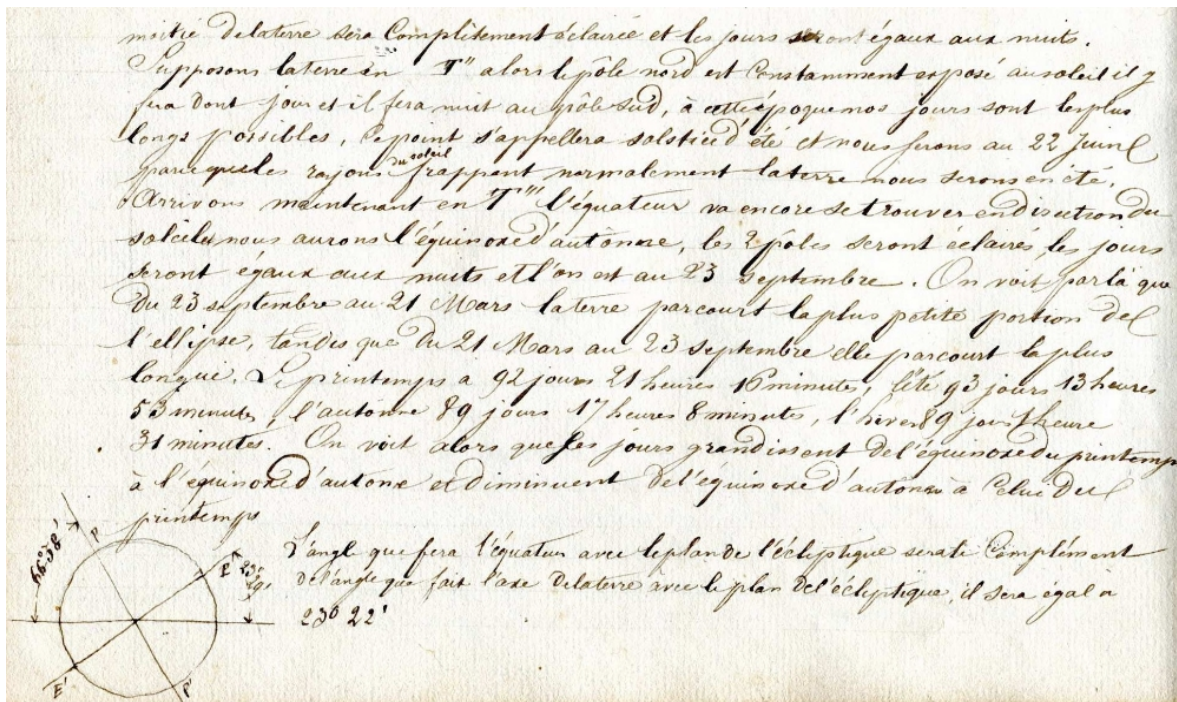 moitié de la terre sera Complètement éclairée et les jours seront égaux aux nuits.
Supposons la terre en T" alors le pôle nord est Constamment exposé au soleil il y
fera dont jour et il fera nuit au pôle sud, à cette époque nos jours sont les plus
longs possibles, Ce point s'appellera solstice d'été et nous serons au 22 Juin
parce que les rayons du soleil frappent normalement la terre nous serons en été.
Arrivons maintenant en T"' l'équateur va encore se trouver en direction du
soleil nous aurons l'équinoxe d'autonne, les 2 pôles seront éclairés, les jours
seront égaux aux nuits et l'on est au 23 septembre. On voit par là que
du 23 septembre au 21 Mars la terre parcourt la plus petite portion de
l'ellipse, tandis que du 21 Mars au 23 septembre elle parcourt la plus
longue. Le printemps a 92 jours 21 heures 16 minutes, l'été 93 jours 13 heures
53 minutes, l'autonne 89 jours 17 heures 8 minutes, l'hiver 89 jours 1 heure
31 minutes. On voit alors que les jours grandissent de l'équinoxe du printemps
à l'équinoxe d'autone et diminuent de l'équinoxe d'autonne à Celui du
printemps
P
E 23°
E'
P'
L'angle que fera l'équateur avec le plan de l'écliptique sera le Complément
de l'angle que fait l'axe de la terre avec le plan de l'écliptique, il sera égal a
23° 22'